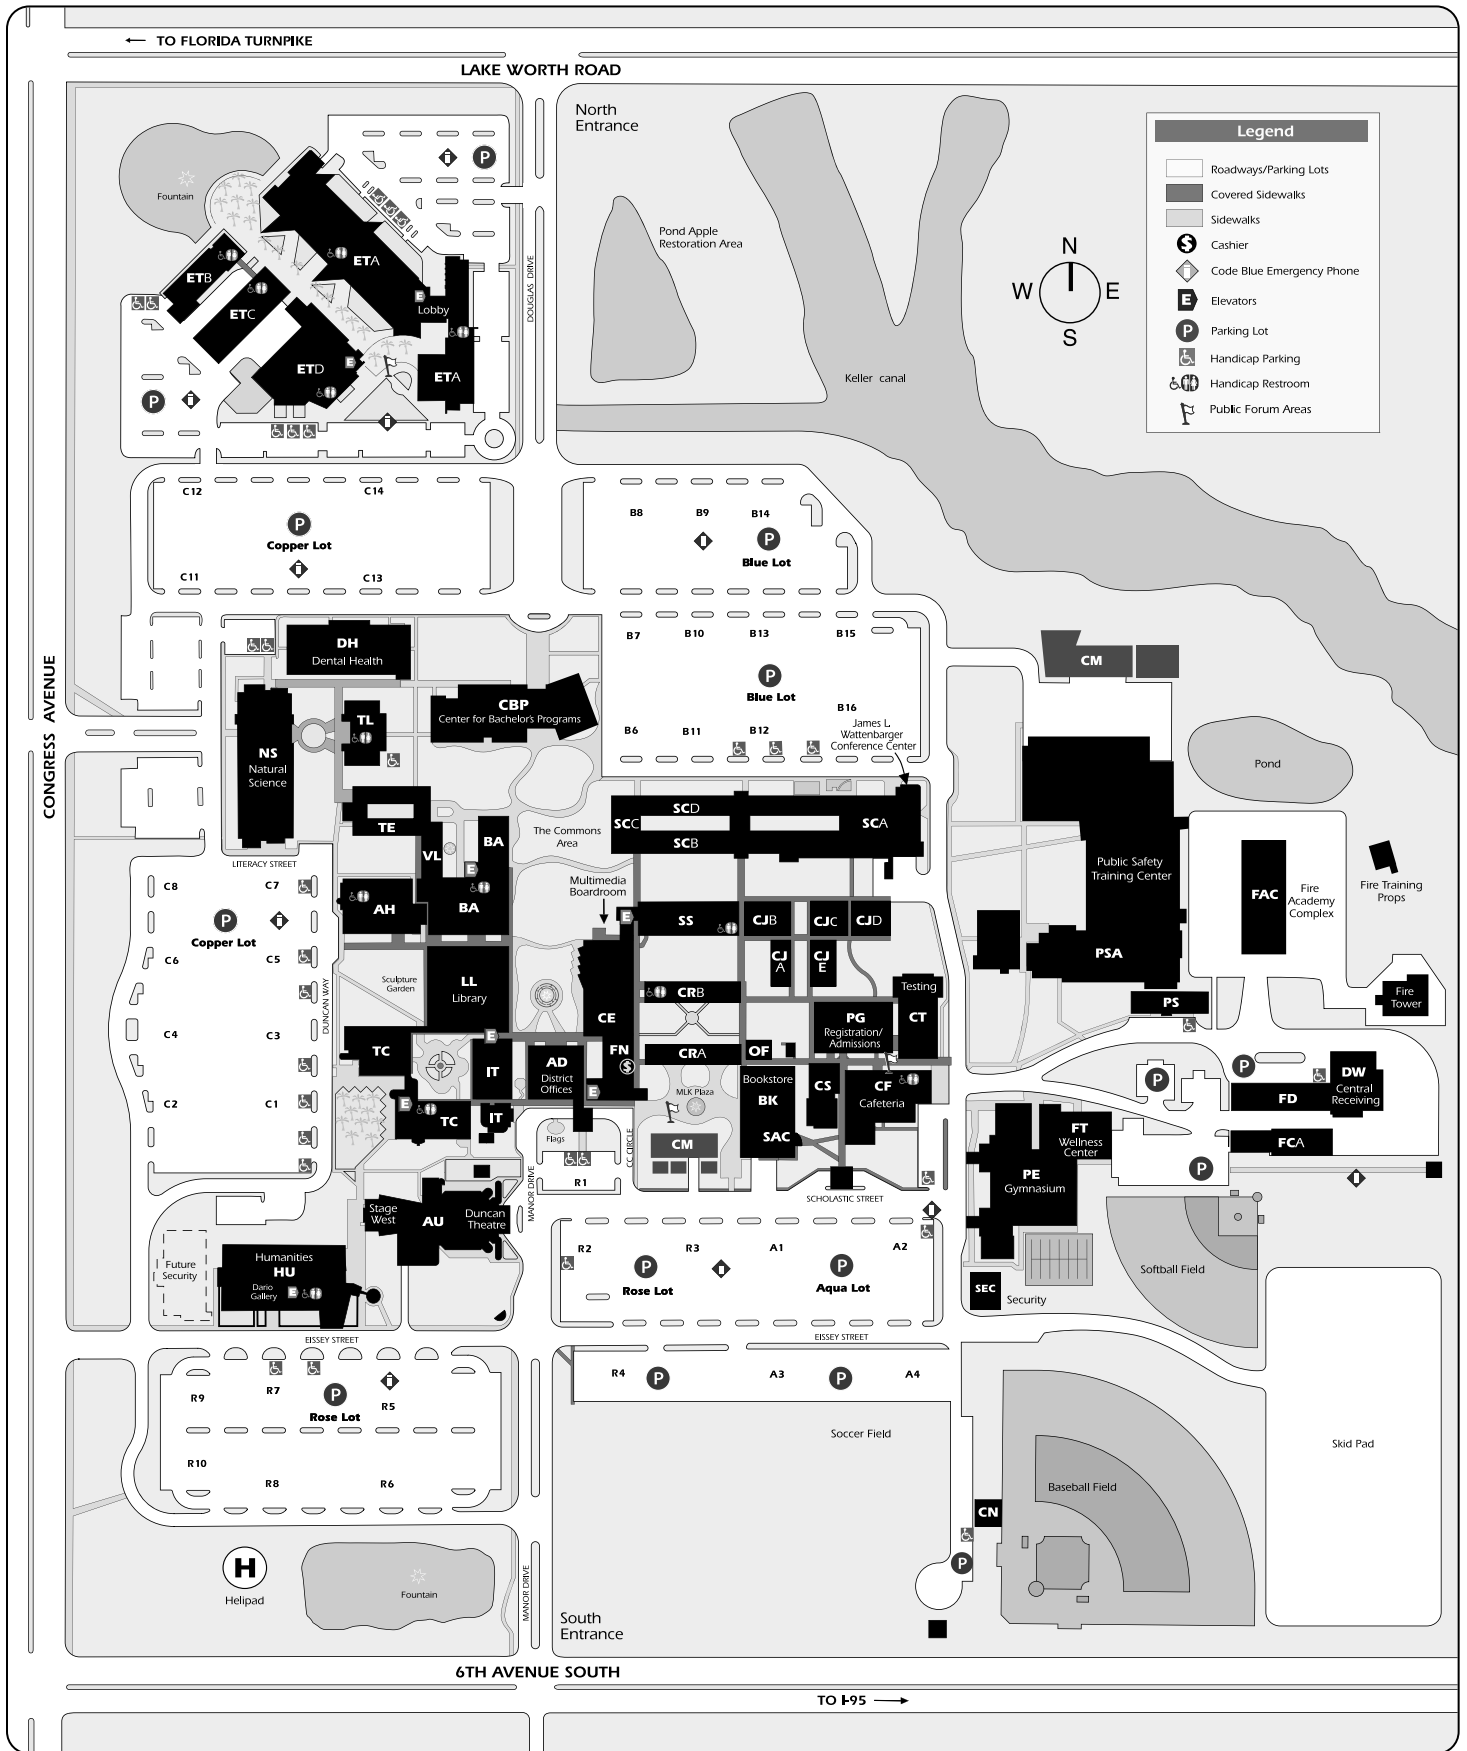 ← TO FLORIDA TURNPIKE
LAKE WORTH ROAD
North
Entrance
Legend
Roadways/Parking Lots
Covered Sidewalks
Sidewalks
$ Cashier
Code Blue Emergency Phone
E Elevators
P Parking Lot
Handicap Parking
Handicap Restroom
Public Forum Areas
N
W E
S
P
Fountain
Pond Apple
Restoration Area
Keller canal
DOUGLAS DRIVE
ETA
ETB
ETC
E
Lobby
ETD
E
ETA
P
C12
C14
P
Copper Lot
C11
C13
B8
B9
B14
P
Blue Lot
B7
B10
B13
B15
P
Blue Lot
B16
B6
B11
B12
James L.
Wattenbarger
Conference Center
CONGRESS AVENUE
DH
Dental Health
CBP
Center for Bachelor's Programs
TL
NS
Natural
Science
TE
VL
BA
E
BA
AH
LITERACY STREET
The Commons
Area
Multimedia
Boardroom
E
SCD
SCC
SCA
SCB
CM
Pond
Public Safety
Training Center
PSA
PS
FAC
Fire
Academy
Complex
Fire Training
Props
Fire
Tower
C8
C7
P
Copper Lot
C6
C5
C4
C3
C2
C1
DUNCAN WAY
Sculpture
Garden
LL
Library
E
SS
CJB
CJC
CJD
CJ
A
CJ
E
CRB
Testing
CT
PG
Registration/
Admissions
CE
FN
$
CRA
OF
TC
IT
AD
District
Offices
E
E
TC
IT
Bookstore
BK
SAC
CS
CF
Cafeteria
MLK Plaza
CM
CC CIRCLE
Flags
R1
MANOR DRIVE
SCHOLASTIC STREET
P
P
DW
Central
Receiving
FD
FCA
FT
Wellness
Center
PE
Gymnasium
P
Stage
West
AU
Duncan
Theatre
Future
Security
Humanities
HU
Dario
Gallery
E
R2
R3
A1
A2
P
Rose Lot
P
Aqua Lot
SEC
Security
Softball Field
EISSEY STREET
EISSEY STREET
R4
P
A3
P
A4
R9
R7
P
Rose Lot
R5
R10
R8
R6
Soccer Field
Skid Pad
Baseball Field
CN
P
H
Helipad
Fountain
MANOR DRIVE
South
Entrance
6TH AVENUE SOUTH
TO I-95 →